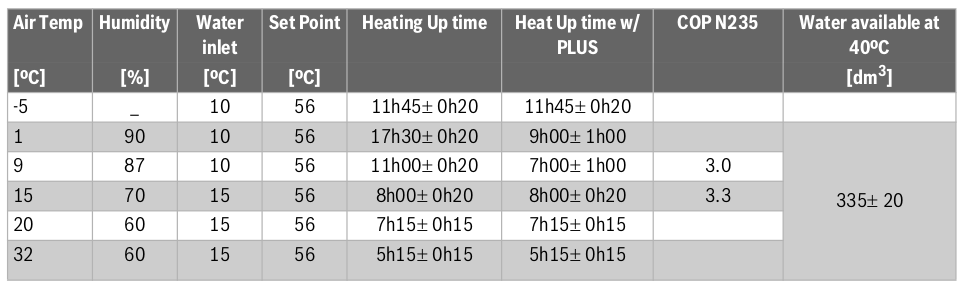 Air Temp Humidity Water inlet Set Point Heating Up time Heat Up time w/ PLUS COP N235 Water available at 40ºC
[ºC] [%] [ºC] [ºC] [dm³]
-5 _ 10 56 11h45± 0h20 11h45± 0h20
1 90 10 56 17h30± 0h20 9h00± 1h00
9 87 10 56 11h00± 0h20 7h00± 1h00 3.0
15 70 15 56 8h00± 0h20 8h00± 0h20 3.3 335± 20
20 60 15 56 7h15± 0h15 7h15± 0h15
32 60 15 56 5h15± 0h15 5h15± 0h15